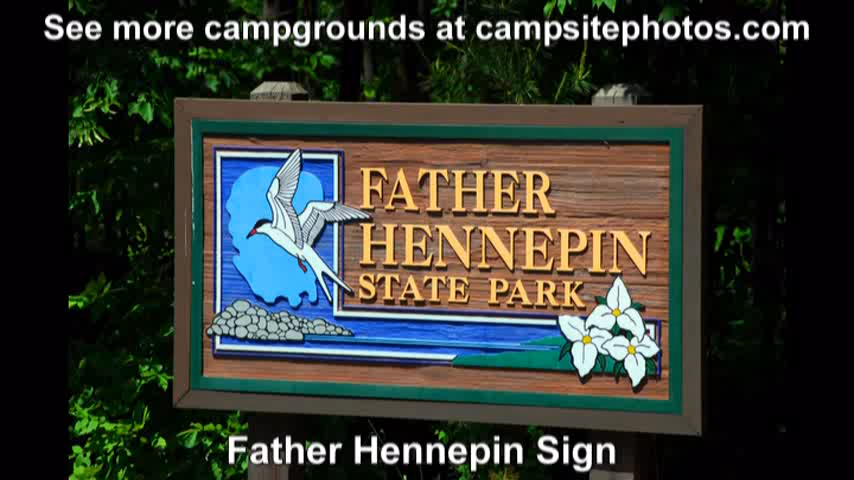 See more campgrounds at campsitephotos.com
FATHER
HENNEPIN
STATE PARK
Father Hennepin Sign